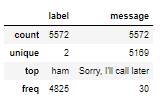 label message
count 5572 5572
unique 2 5169
top ham Sorry, I'll call later
freq 4825 30